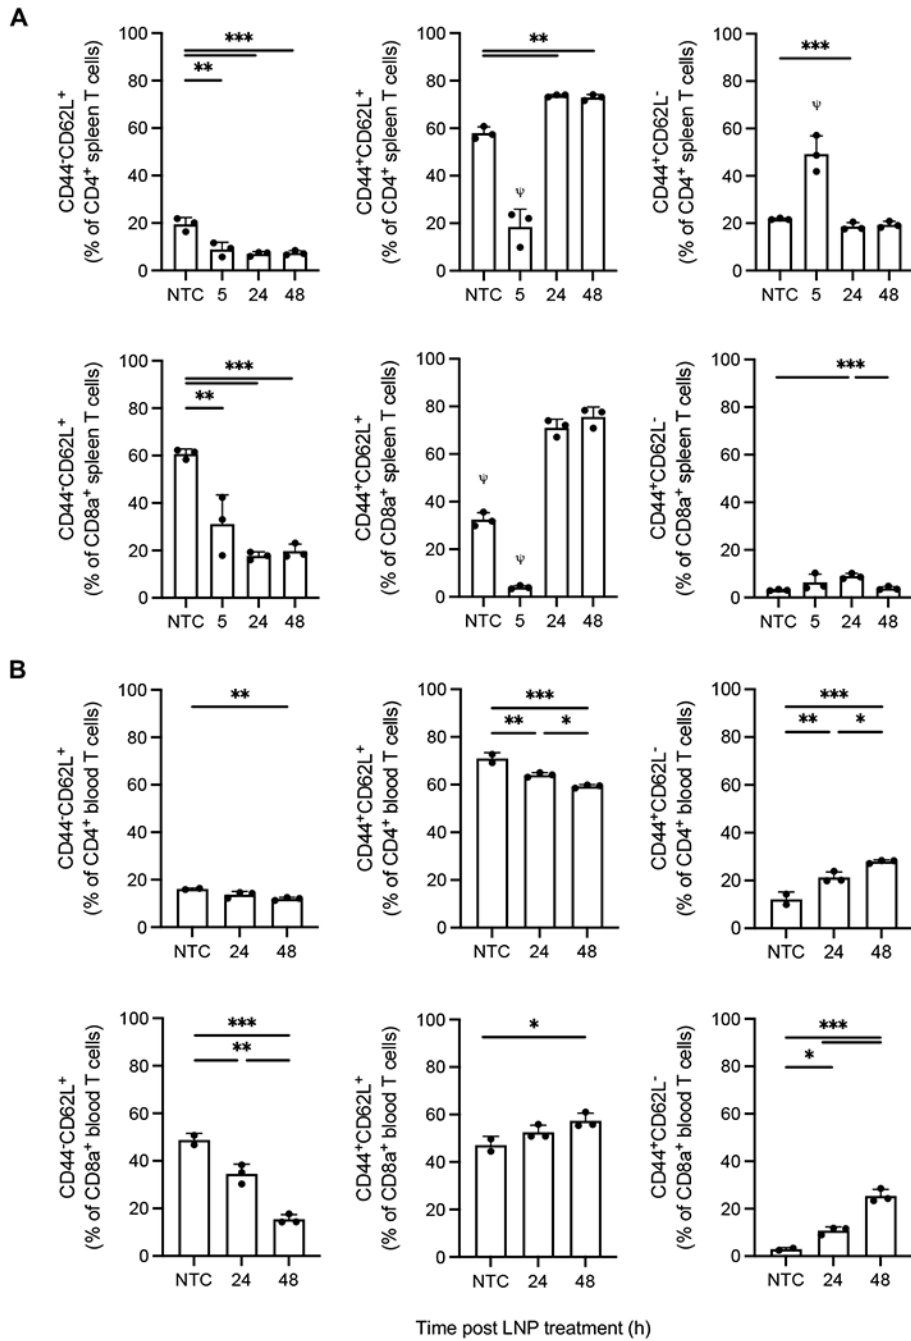 A
CD44⁻CD62L⁺
(% of CD4⁺ spleen T cells)
100
80
60
40
20
0
***
**
NTC 5 24 48
CD44⁺CD62L⁺
(% of CD4⁺ spleen T cells)
100
80
60
40
20
0
**
ψ
NTC 5 24 48
CD44⁺CD62L⁻
(% of CD4⁺ spleen T cells)
100
80
60
40
20
0
***
ψ
NTC 5 24 48
CD44⁻CD62L⁺
(% of CD8a⁺ spleen T cells)
100
80
60
40
20
0
***
**
NTC 5 24 48
CD44⁺CD62L⁺
(% of CD8a⁺ spleen T cells)
100
80
60
40
20
0
ψ
ψ
NTC 5 24 48
CD44⁺CD62L⁻
(% of CD8a⁺ spleen T cells)
100
80
60
40
20
0
***
NTC 5 24 48
B
CD44⁻CD62L⁺
(% of CD4⁺ blood T cells)
100
80
60
40
20
0
**
NTC 24 48
CD44⁺CD62L⁺
(% of CD4⁺ blood T cells)
100
80
60
40
20
0
***
** *
NTC 24 48
CD44⁺CD62L⁻
(% of CD4⁺ blood T cells)
100
80
60
40
20
0
***
** *
NTC 24 48
CD44⁻CD62L⁺
(% of CD8a⁺ blood T cells)
100
80
60
40
20
0
***
**
NTC 24 48
CD44⁺CD62L⁺
(% of CD8a⁺ blood T cells)
100
80
60
40
20
0
*
NTC 24 48
CD44⁺CD62L⁻
(% of CD8a⁺ blood T cells)
100
80
60
40
20
0
***
*
NTC 24 48
Time post LNP treatment (h)